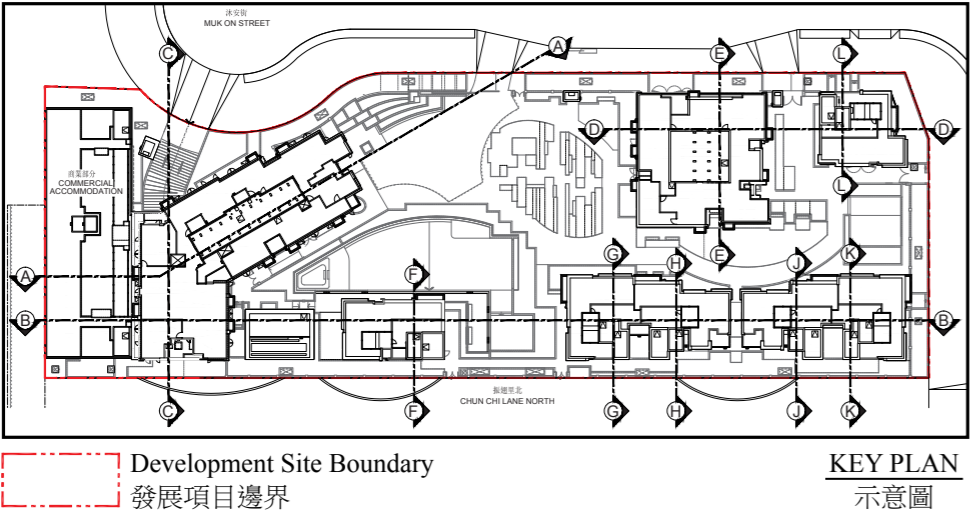 沐安街
MUK ON STREET
C
A
E
L
D
D
商業部分
COMMERCIAL
ACCOMMODATION
L
A
F
G
H
E
J
K
B
B
C
F
G
H
J
K
振翅里北
CHUN CHI LANE NORTH
Development Site Boundary
發展項目邊界
KEY PLAN
示意圖